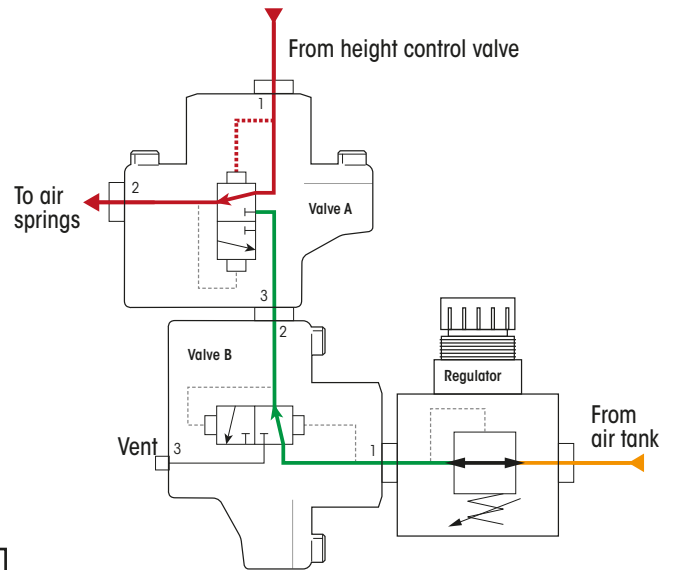 From height control valve
1
To air
springs
2
Valve A
3
2
Valve B
Regulator
From
air tank
Vent
3
1